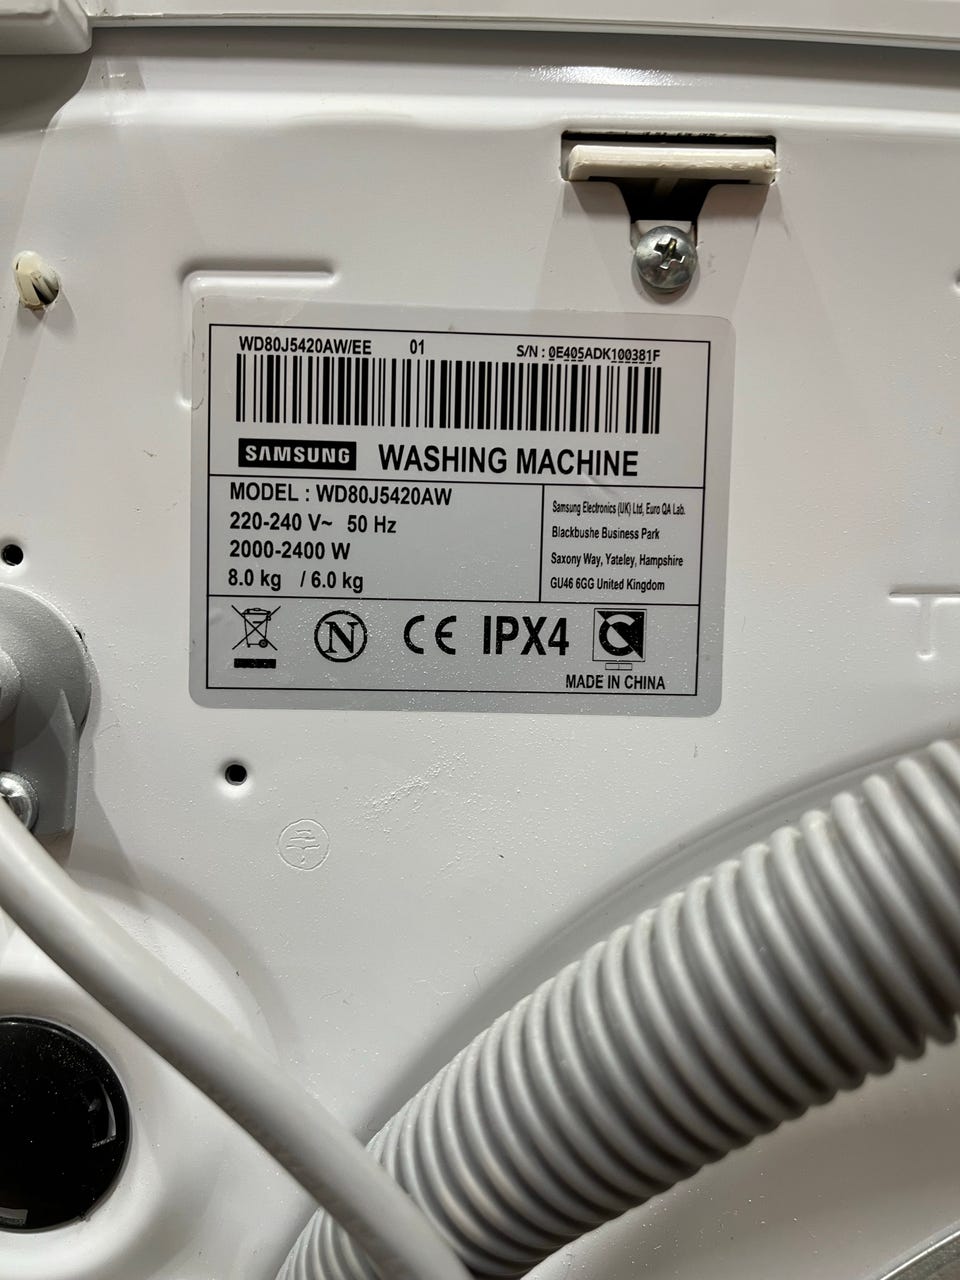 WD80J5420AW/EE 01 S/N : 0E405ADK100381F
SAMSUNG WASHING MACHINE
MODEL : WD80J5420AW
220-240 V~ 50 Hz
2000-2400 W
8.0 kg / 6.0 kg
Samsung Electronics (UK) Ltd, Euro QA Lab.
Blackbushe Business Park
Saxony Way, Yateley, Hampshire
GU46 6GG United Kingdom
N CE IPX4
MADE IN CHINA